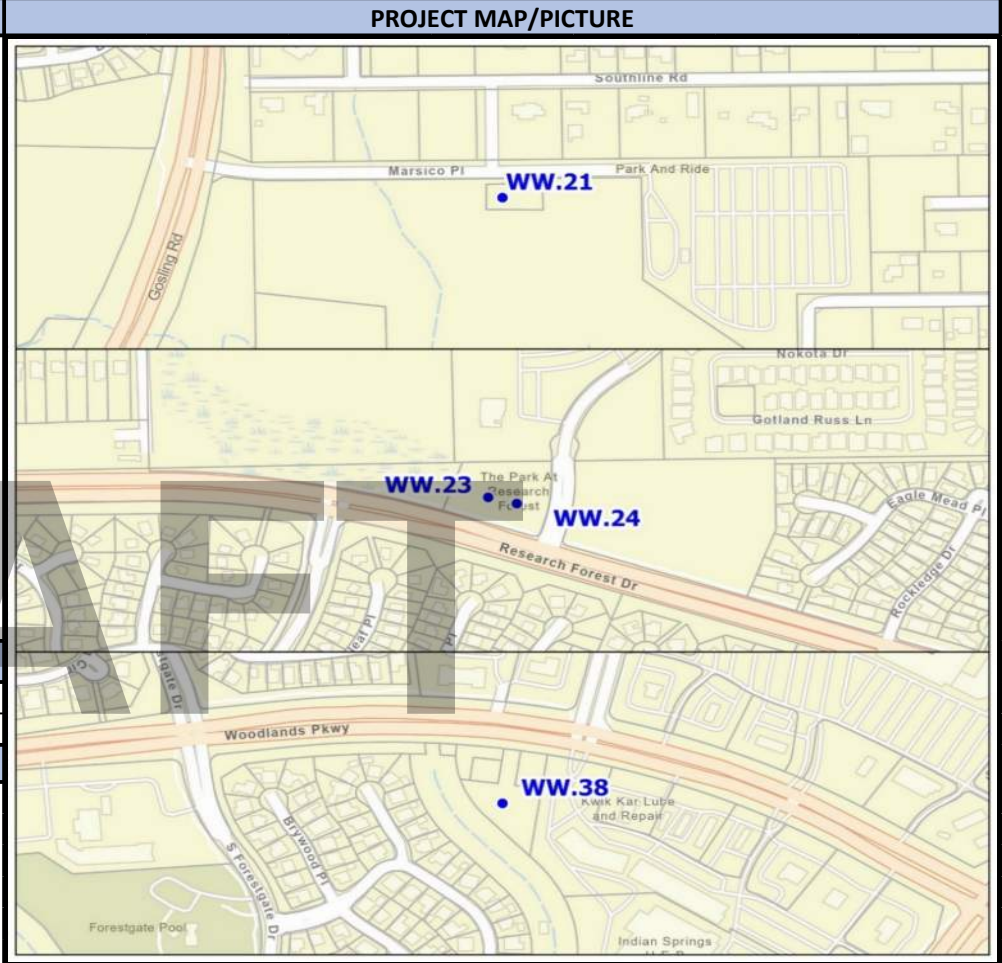 PROJECT MAP/PICTURE
Southline Rd
Marsico Pl
Park And Ride
WW.21
Gosling Rd
Nokota Dr
Gotland Russ Ln
WW.23
The Park At
Research
Forest
WW.24
Eagle Mead Pl
Research Forest Dr
Rockledge Dr
Pl
AFT
Woodlands Pkwy
WW.38
Kwik Kar Lube
and Repair
Brywood Pl
S Forestgate Dr
Forestgate Pool
Indian Springs